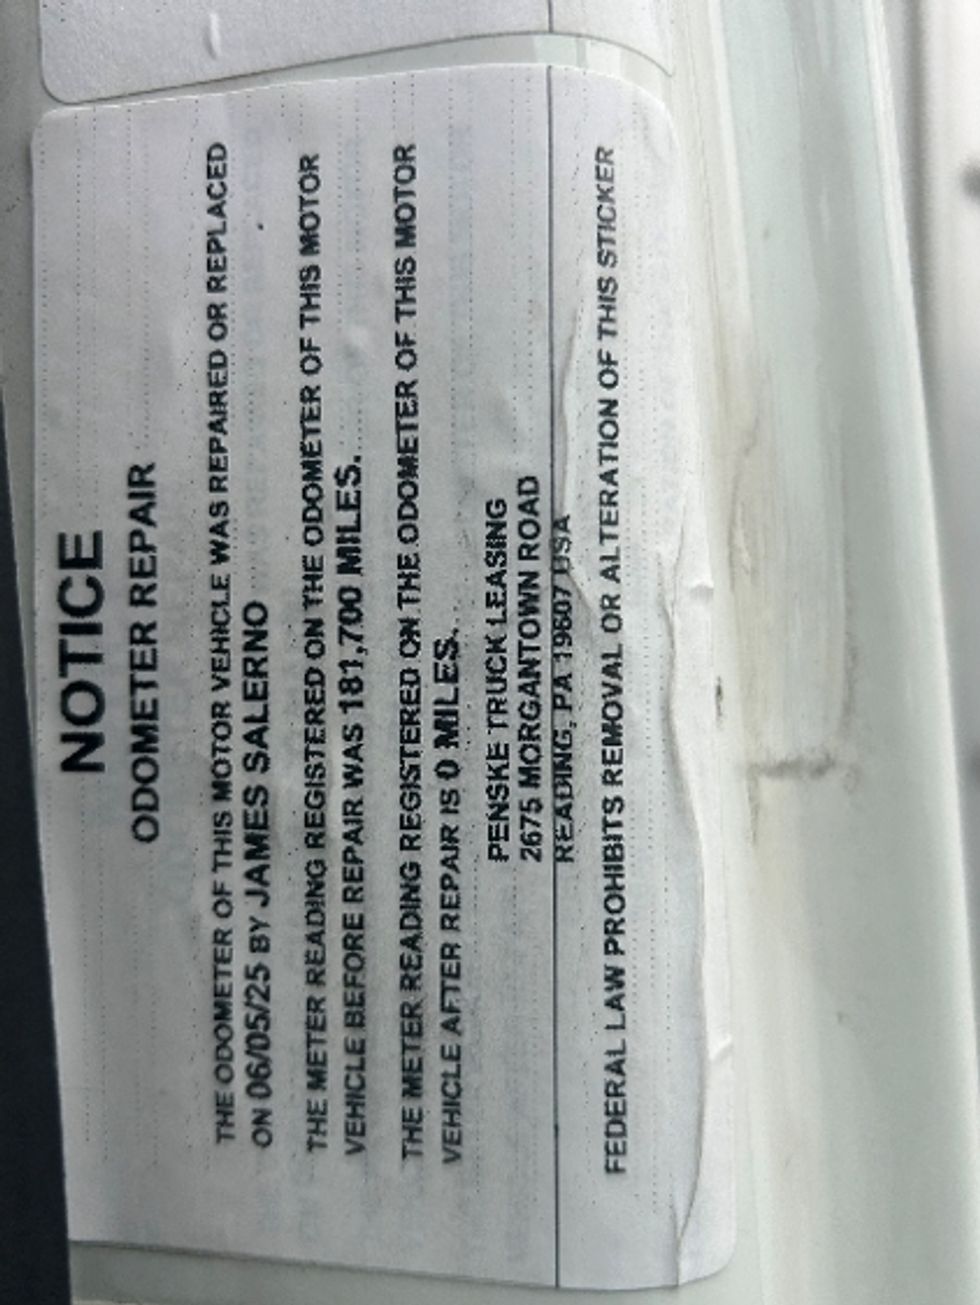 NOTICE
ODOMETER REPAIR
THE ODOMETER OF THIS MOTOR VEHICLE WAS REPAIRED OR REPLACED
ON 06/05/25 BY JAMES SALERNO
THE METER READING REGISTERED ON THE ODOMETER OF THIS MOTOR
VEHICLE BEFORE REPAIR WAS 181,700 MILES.
THE METER READING REGISTERED ON THE ODOMETER OF THIS MOTOR
VEHICLE AFTER REPAIR IS 0 MILES.
PENSKE TRUCK LEASING
2675 MORGANTOWN ROAD
READING, PA 19607 USA
FEDERAL LAW PROHIBITS REMOVAL OR ALTERATION OF THIS STICKER